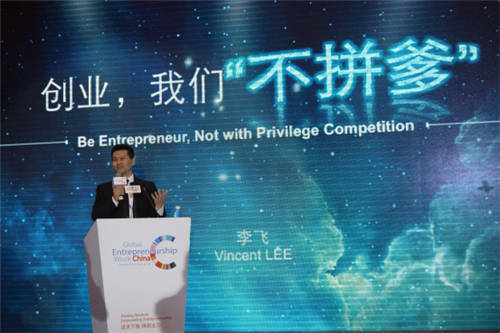 创业，我们“不拼爹”
Be Entrepreneur, Not with Privilege Competition
李飞
Vincent LEE
Global
Entrepreneurship
Week China